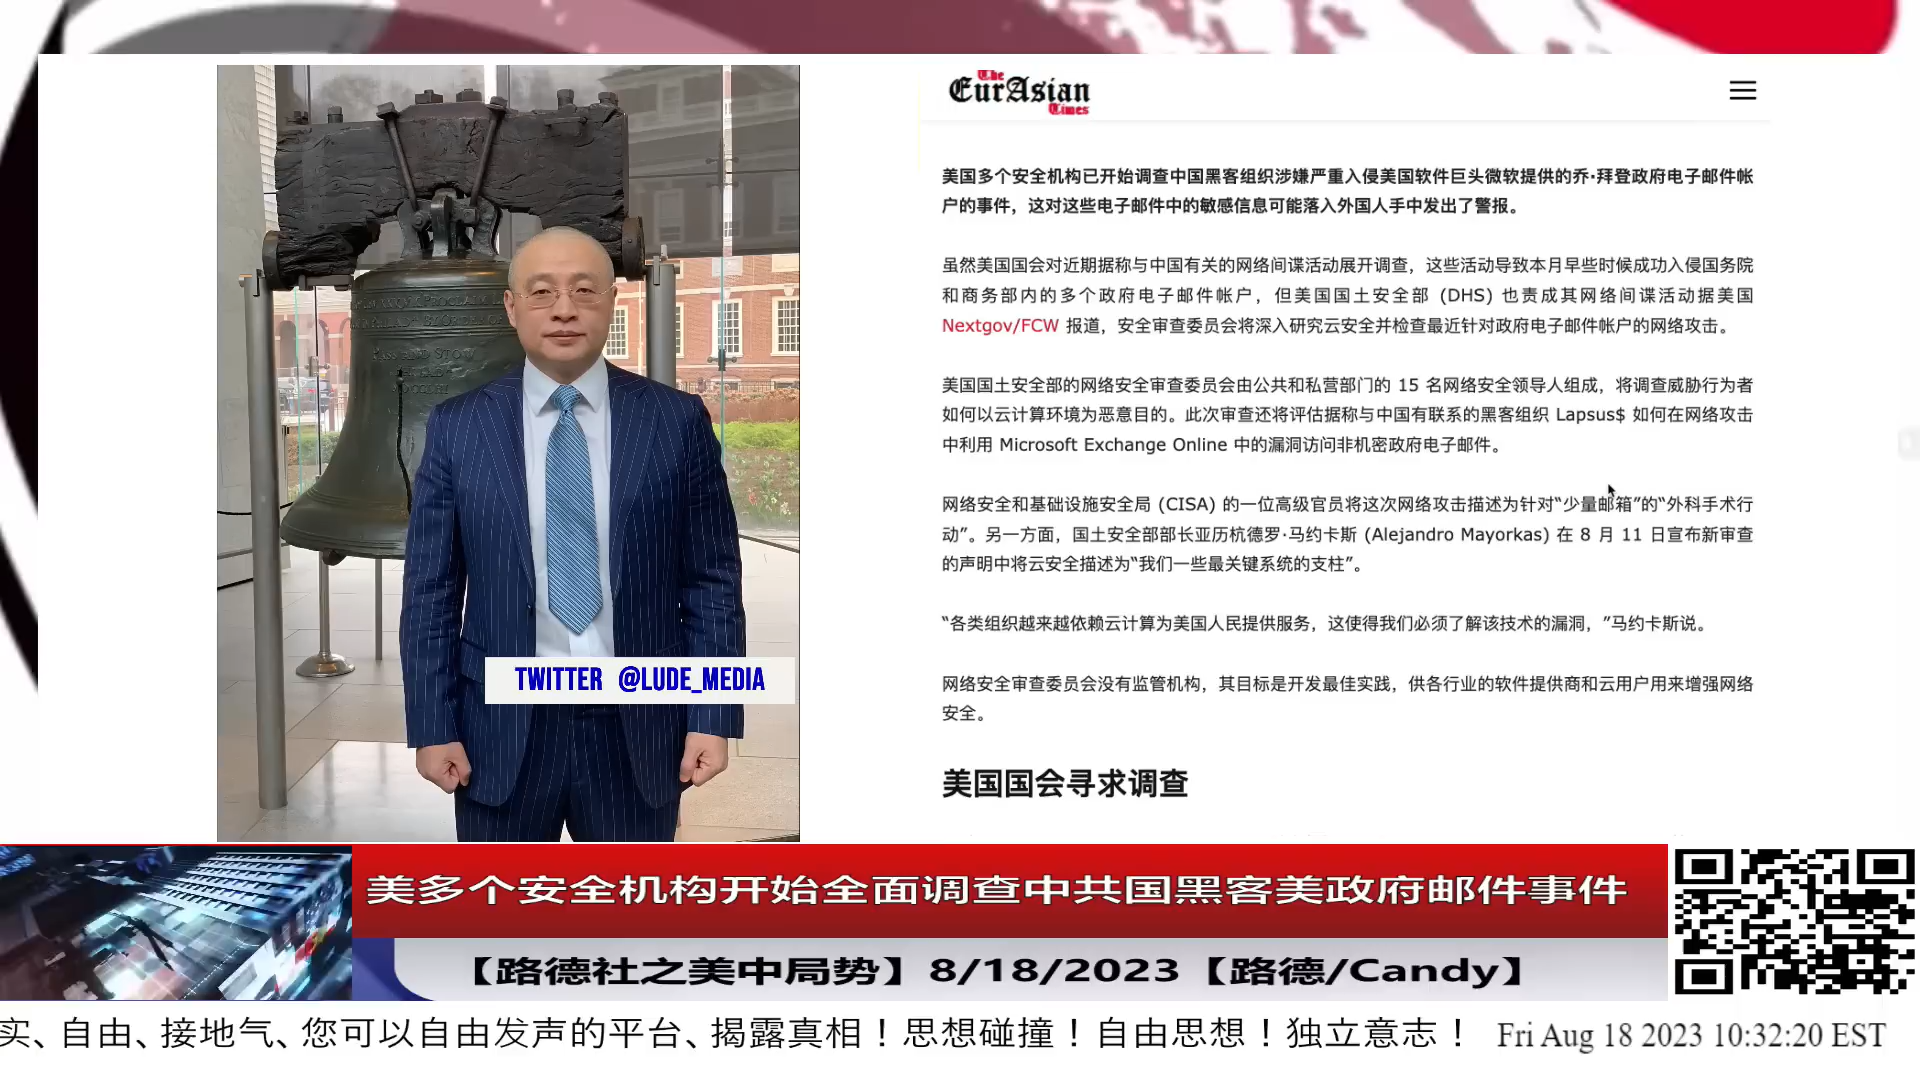 The
EurAsian
Times
美国多个安全机构已开始调查中国黑客组织涉嫌严重入侵美国软件巨头微软提供的乔·拜登政府电子邮件帐
户的事件，这对这些电子邮件中的敏感信息可能落入外国人手中发出了警报。
虽然美国国会对近期据称与中国有关的网络间谍活动展开调查，这些活动导致本月早些时候成功入侵国务院
和商务部内的多个政府电子邮件帐户，但美国国土安全部 (DHS) 也责成其网络间谍活动据美国
Nextgov/FCW 报道，安全审查委员会将深入研究云安全并检查最近针对政府电子邮件帐户的网络攻击。
美国国土安全部的网络安全审查委员会由公共和私营部门的 15 名网络安全领导人组成，将调查威胁行为者
如何以云计算环境为恶意目的。此次审查还将评估据称与中国有联系的黑客组织 Lapsus$ 如何在网络攻击
中利用 Microsoft Exchange Online 中的漏洞访问非机密政府电子邮件。
网络安全和基础设施安全局 (CISA) 的一位高级官员将这次网络攻击描述为针对“少量邮箱”的“外科手术行
动”。另一方面，国土安全部部长亚历杭德罗·马约卡斯 (Alejandro Mayorkas) 在 8 月 11 日宣布新审查
的声明中将云安全描述为“我们一些最关键系统的支柱”。
“各类组织越来越依赖云计算为美国人民提供服务，这使得我们必须了解该技术的漏洞，”马约卡斯说。
网络安全审查委员会没有监管机构，其目标是开发最佳实践，供各行业的软件提供商和云用户用来增强网络
安全。
美国国会寻求调查
TWITTER @LUDE_MEDIA
美多个安全机构开始全面调查中共国黑客美政府邮件事件
【路德社之美中局势】8/18/2023【路德/Candy】
实、自由、接地气、您可以自由发声的平台、揭露真相！思想碰撞！自由思想！独立意志！
Fri Aug 18 2023 10:32:20 EST